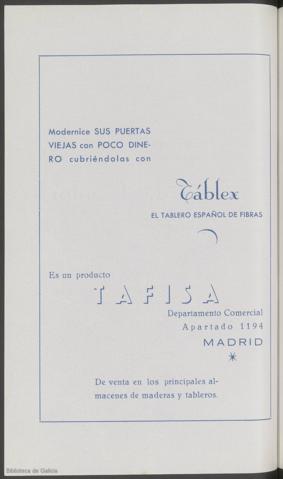 Modernice SUS PUERTAS
VIEJAS con POCO DINE-
RO cubriéndolas con
Táblex
EL TABLERO ESPAÑOL DE FIBRAS
Es un producto
TAFISA
Departamento Comercial
Apartado 1194
MADRID
De venta en los principales al-
macenes de maderas y tableros.
Biblioteca de Galicia